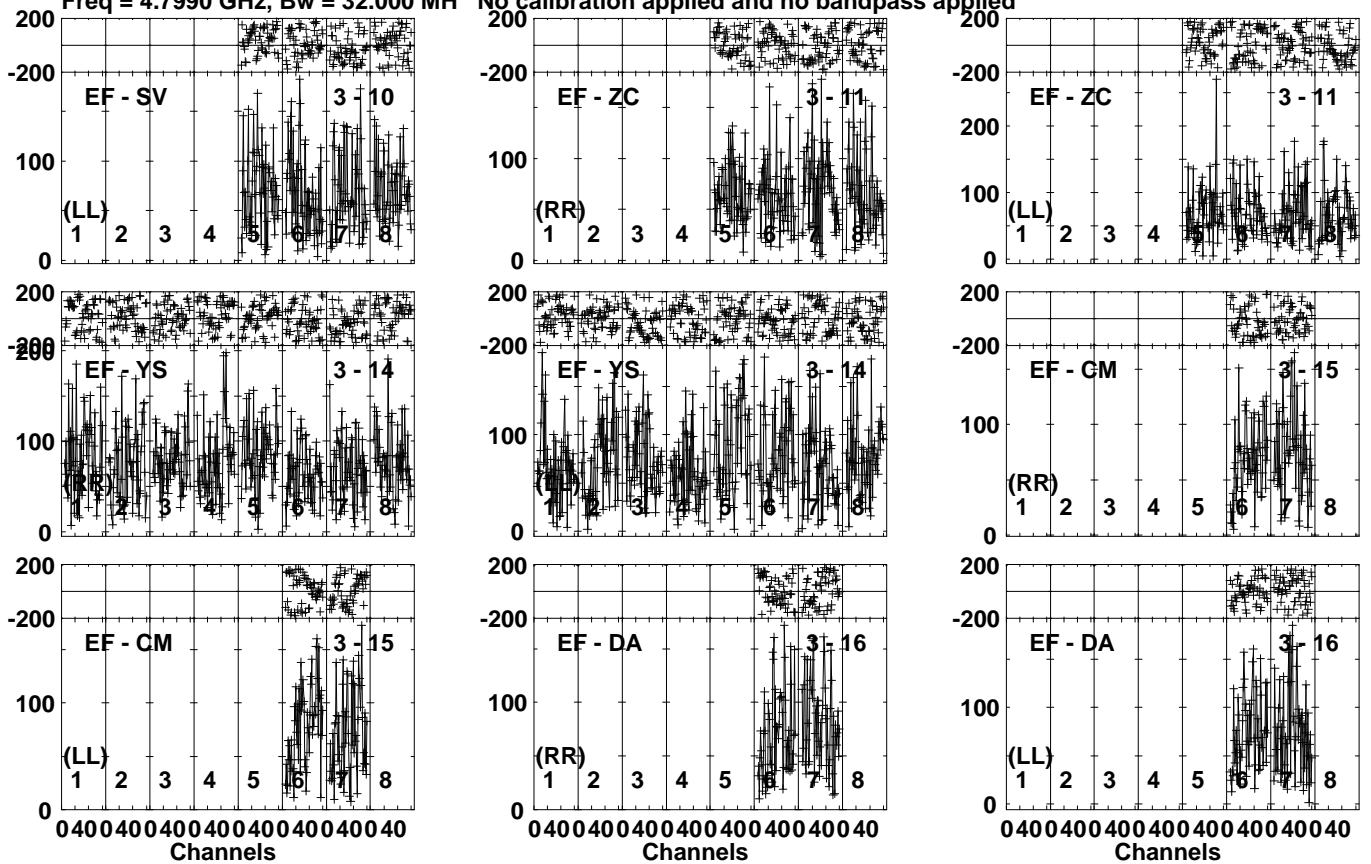 Freq = 4.7990 GHz, Bw = 32.000 MH No calibration applied and no bandpass applied
200 200 200
-200 -200 -200
EF - SV 3 - 10 EF - ZC 3 - 11 EF - ZC 3 - 11
200
100 100 100
(LL) (RR) (LL)
1 2 3 4 5 6 7 8 1 2 3 4 5 6 7 8 1 2 3 4 5 6 7 8
0 0 0
200 200 200
-200 -200 -200
200
EF - YS 3 - 14 EF - YS 3 - 14 EF - CM 3 - 15
100 100 100
(RR) (LL) (RR)
1 2 3 4 5 6 7 8 1 2 3 4 5 6 7 8 1 2 3 4 5 6 7 8
0 0 0
200 200 200
-200 -200 -200
EF - CM 3 - 15 EF - DA 3 - 16 EF - DA 3 - 16
100 100 100
(LL) (RR) (LL)
1 2 3 4 5 6 7 8 1 2 3 4 5 6 7 8 1 2 3 4 5 6 7 8
0 0 0
0 40 0 40 0 40 0 40 0 40 0 40 0 40 0 40 0 40 0 40 0 40 0 40 0 40 0 40 0 40 0 40 0 40 0 40 0 40 0 40 0 40 0 40 0 40 0 40
Channels Channels Channels